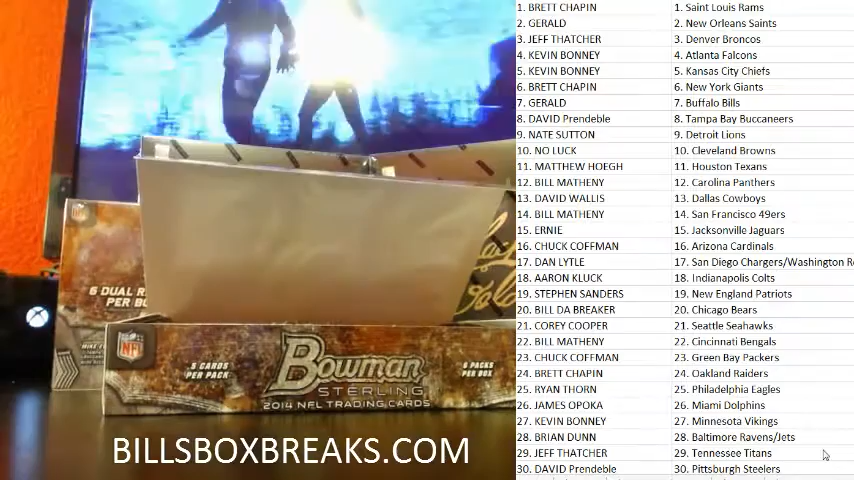 6 DUAL R
PER BO
NFL
5 CARDS
PER PACK
Bowman
STERLING
2014 NFL TRADING CARDS
6 PACKS
PER BOX
BILLSBOXBREAKS.COM
1. BRETT CHAPIN 1. Saint Louis Rams
2. GERALD 2. New Orleans Saints
3. JEFF THATCHER 3. Denver Broncos
4. KEVIN BONNEY 4. Atlanta Falcons
5. KEVIN BONNEY 5. Kansas City Chiefs
6. BRETT CHAPIN 6. New York Giants
7. GERALD 7. Buffalo Bills
8. DAVID Prendeble 8. Tampa Bay Buccaneers
9. NATE SUTTON 9. Detroit Lions
10. NO LUCK 10. Cleveland Browns
11. MATTHEW HOEGH 11. Houston Texans
12. BILL MATHENY 12. Carolina Panthers
13. DAVID WALLIS 13. Dallas Cowboys
14. BILL MATHENY 14. San Francisco 49ers
15. ERNIE 15. Jacksonville Jaguars
16. CHUCK COFFMAN 16. Arizona Cardinals
17. DAN LYTLE 17. San Diego Chargers/Washington R
18. AARON KLUCK 18. Indianapolis Colts
19. STEPHEN SANDERS 19. New England Patriots
20. BILL DA BREAKER 20. Chicago Bears
21. COREY COOPER 21. Seattle Seahawks
22. BILL MATHENY 22. Cincinnati Bengals
23. CHUCK COFFMAN 23. Green Bay Packers
24. BRETT CHAPIN 24. Oakland Raiders
25. RYAN THORN 25. Philadelphia Eagles
26. JAMES OPOKA 26. Miami Dolphins
27. KEVIN BONNEY 27. Minnesota Vikings
28. BRIAN DUNN 28. Baltimore Ravens/Jets
29. JEFF THATCHER 29. Tennessee Titans
30. DAVID Prendeble 30. Pittsburgh Steelers